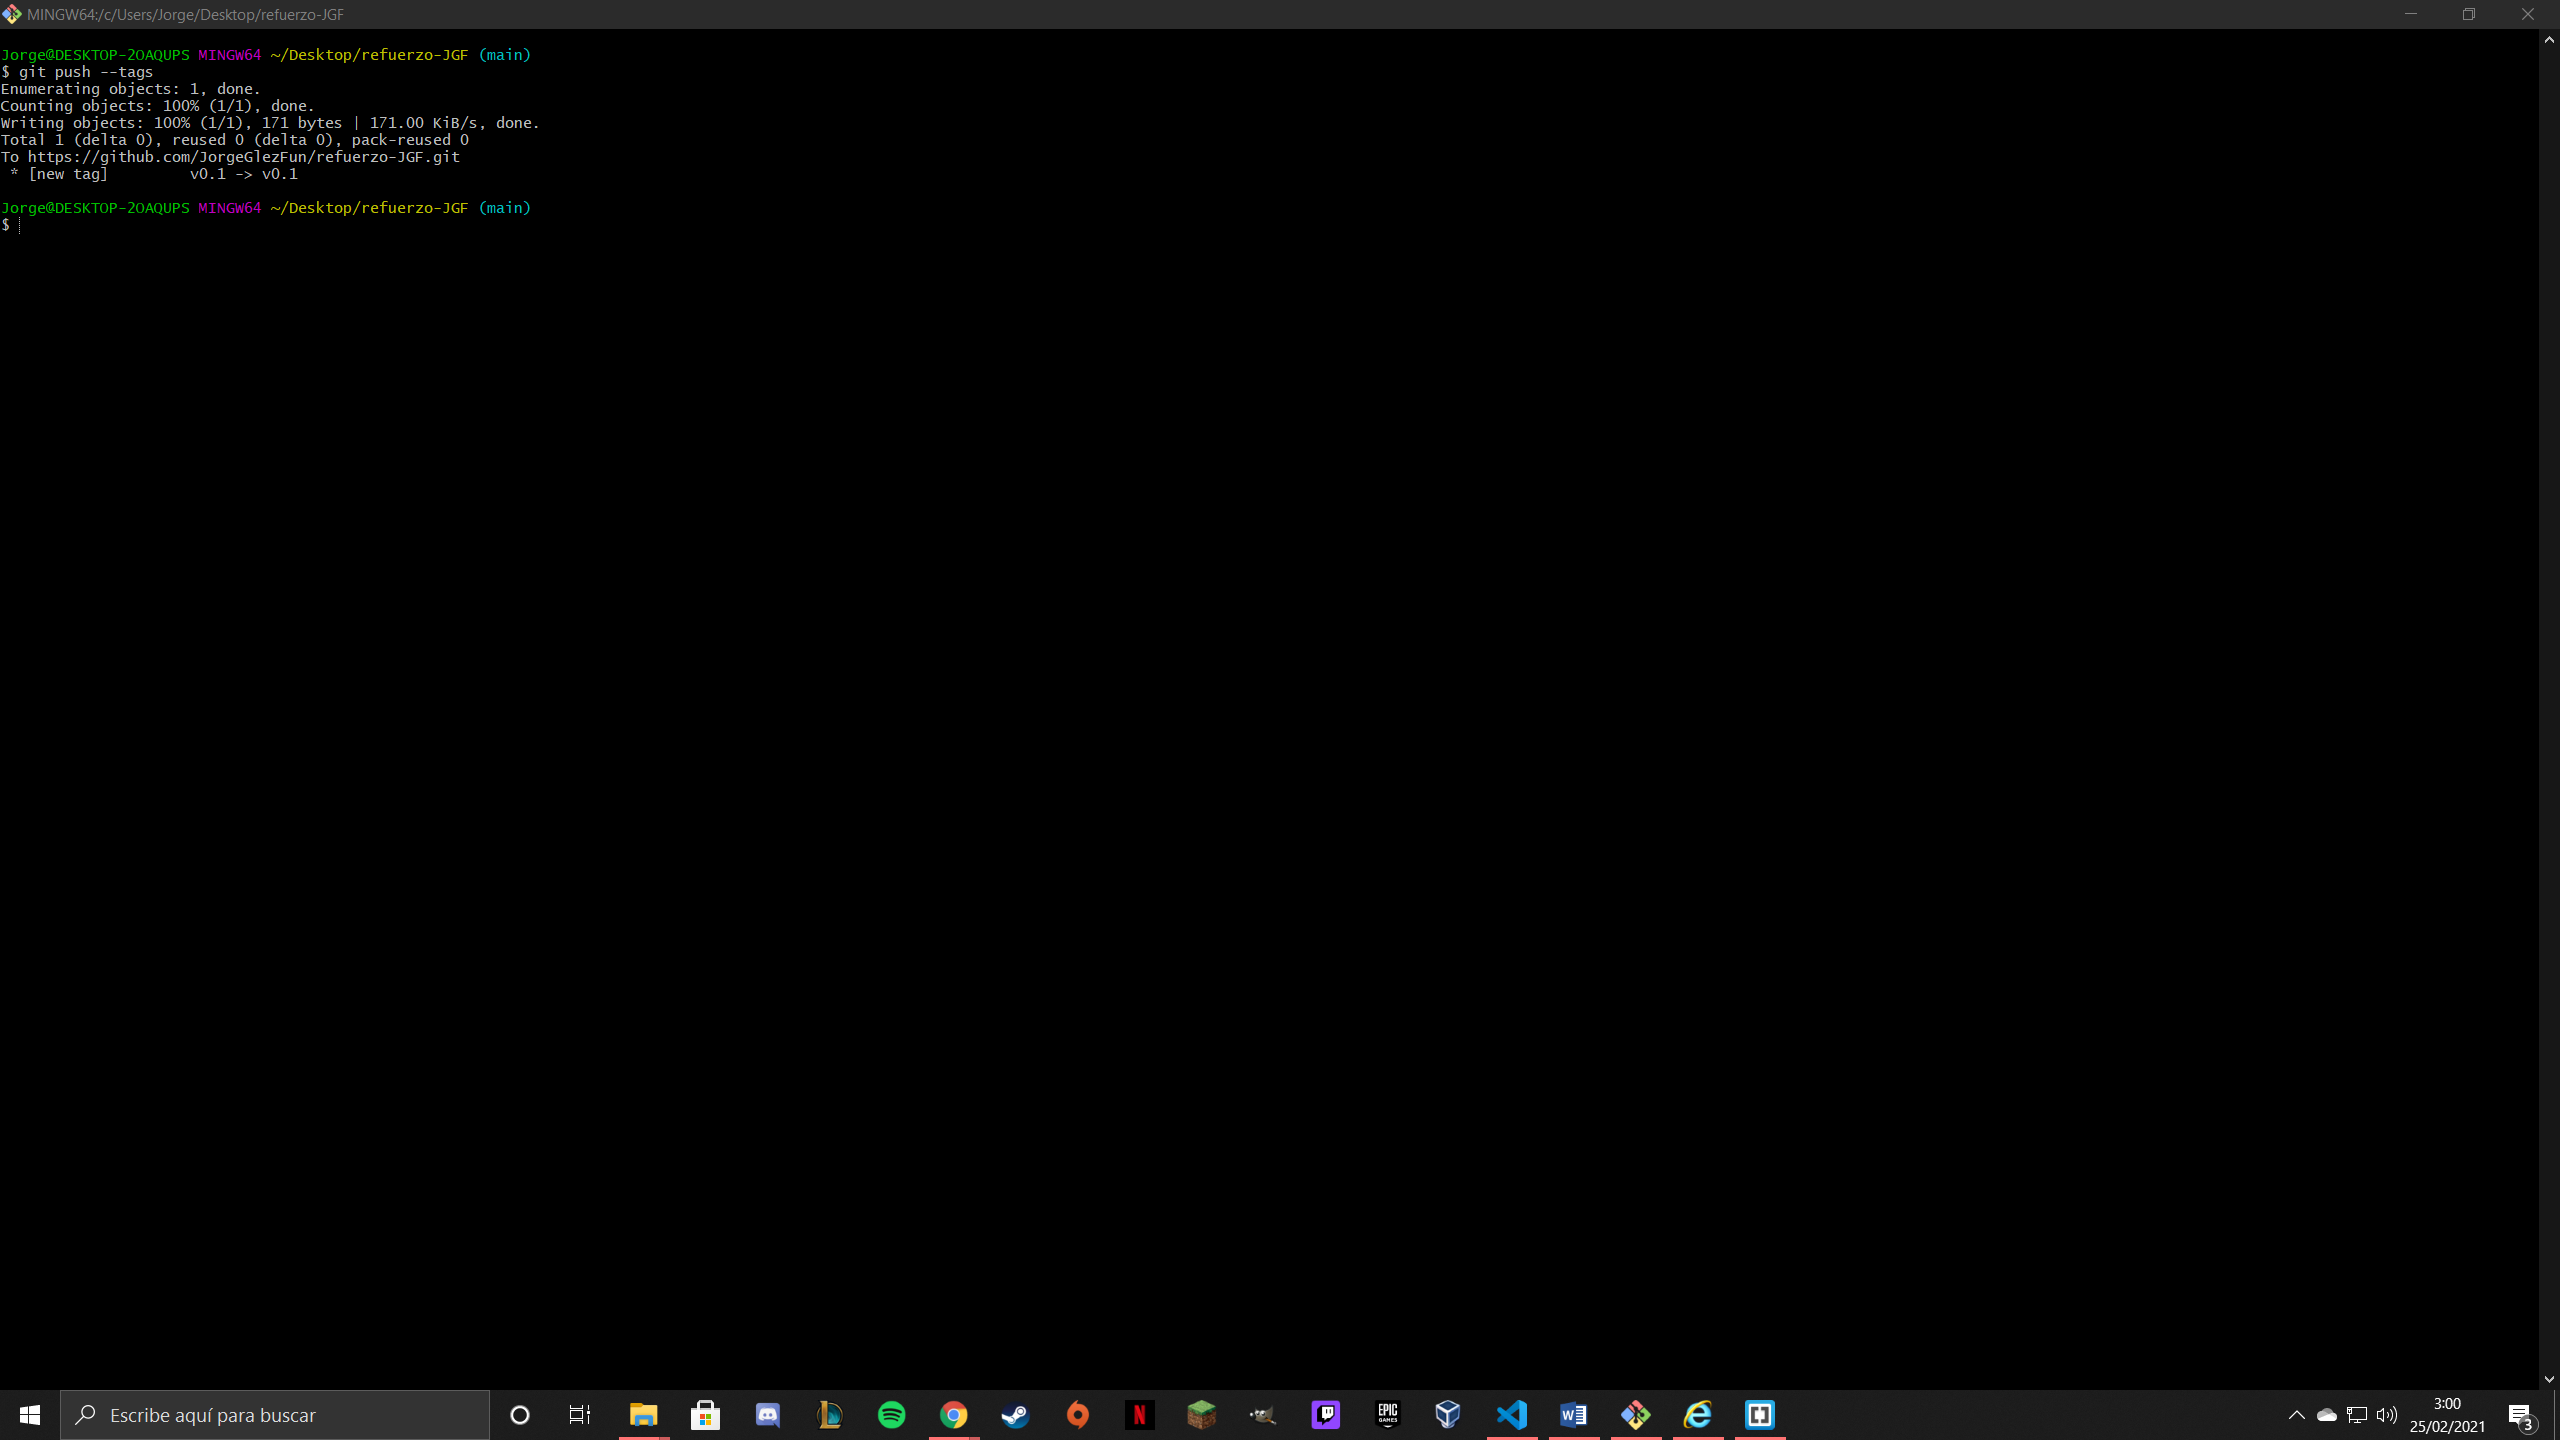 MINGW64:/c/Users/Jorge/Desktop/refuerzo-JGF
Jorge@DESKTOP-2OAQUPS MINGW64 ~/Desktop/refuerzo-JGF (main)
$ git push --tags
Enumerating objects: 1, done.
Counting objects: 100% (1/1), done.
Writing objects: 100% (1/1), 171 bytes | 171.00 KiB/s, done.
Total 1 (delta 0), reused 0 (delta 0), pack-reused 0
To https://github.com/JorgeGlezFun/refuerzo-JGF.git
 * [new tag]         v0.1 -> v0.1
Jorge@DESKTOP-2OAQUPS MINGW64 ~/Desktop/refuerzo-JGF (main)
$
Escribe aquí para buscar
EPIC
GAMES
3:00
25/02/2021
3